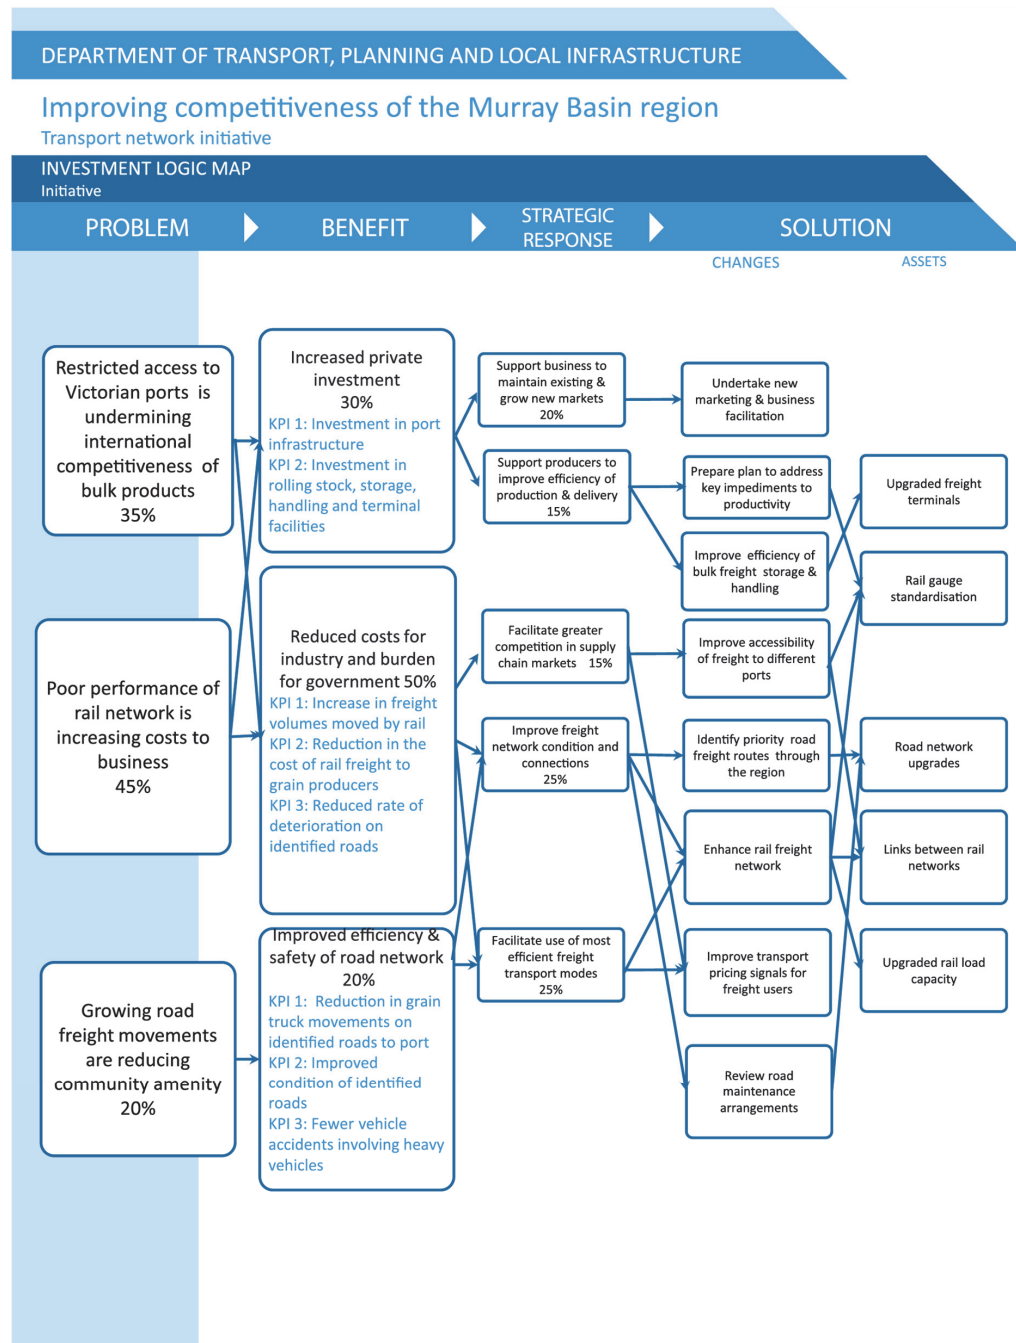 DEPARTMENT OF TRANSPORT, PLANNING AND LOCAL INFRASTRUCTURE
Improving competitiveness of the Murray Basin region
Transport network initiative
INVESTMENT LOGIC MAP
Initiative
PROBLEM
BENEFIT
STRATEGIC
RESPONSE
SOLUTION
CHANGES
ASSETS
Restricted access to
Victorian ports is
undermining
international
competitiveness of
bulk products
35%
Poor performance of
rail network is
increasing costs to
business
45%
Growing road
freight movements
are reducing
community amenity
20%
Increased private
investment
30%
KPI 1: Investment in port
infrastructure
KPI 2: Investment in
rolling stock, storage,
handling and terminal
facilities
Reduced costs for
industry and burden
for government 50%
KPI 1: Increase in freight
volumes moved by rail
KPI 2: Reduction in the
cost of rail freight to
grain producers
KPI 3: Reduced rate of
deterioration on
identified roads
Improved efficiency &
safety of road network
20%
KPI 1: Reduction in grain
truck movements on
identified roads to port
KPI 2: Improved
condition of identified
roads
KPI 3: Fewer vehicle
accidents involving heavy
vehicles
Support business to
maintain existing &
grow new markets
20%
Support producers to
improve efficiency of
production & delivery
15%
Facilitate greater
competition in supply
chain markets 15%
Improve freight
network condition and
connections
25%
Facilitate use of most
efficient freight
transport modes
25%
Undertake new
marketing & business
facilitation
Prepare plan to address
key impediments to
productivity
Improve efficiency of
bulk freight storage &
handling
Improve accessibility
of freight to different
ports
Identify priority road
freight routes through
the region
Enhance rail freight
network
Improve transport
pricing signals for
freight users
Review road
maintenance
arrangements
Upgraded freight
terminals
Rail gauge
standardisation
Road network
upgrades
Links between rail
networks
Upgraded rail load
capacity